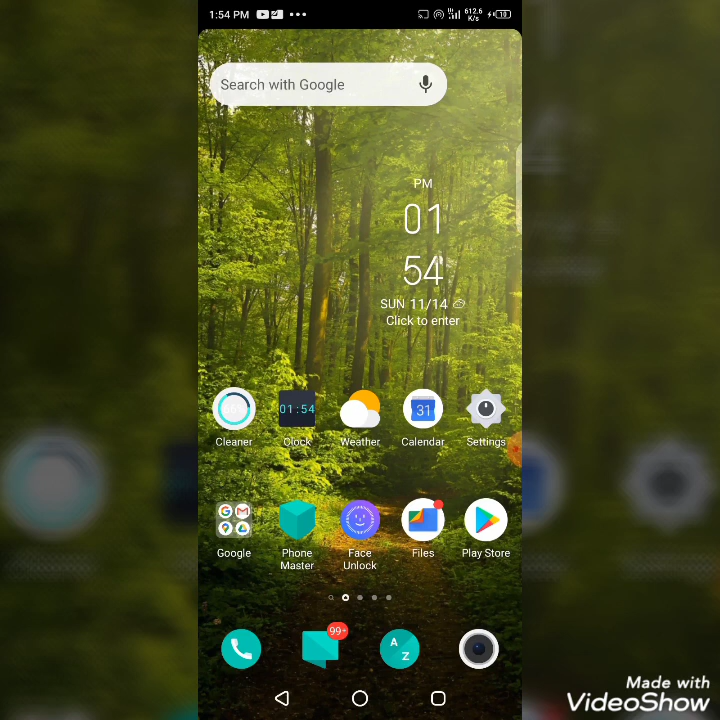 1:54 PM
612.6
K/s
10
Search with Google
PM
01
54
SUN 11/14
Click to enter
01:54
31
Cleaner
Clock
Weather
Calendar
Settings
G
Google
Phone
Master
Face
Unlock
Files
Play Store
99+
A
Z
Made with
VideoShow